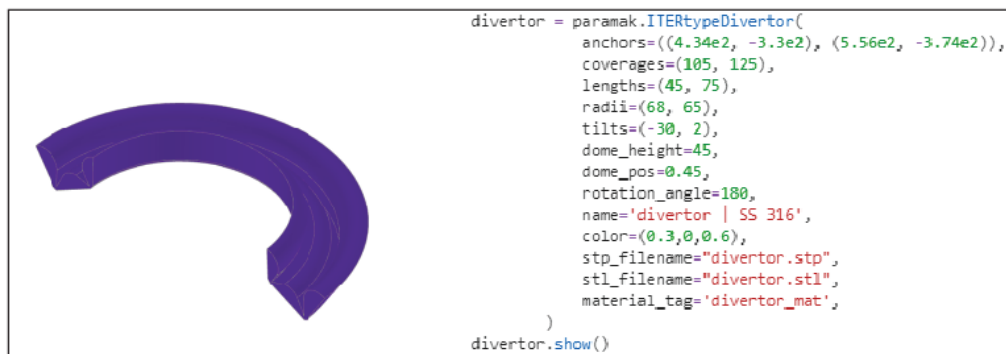 divertor = paramak.ITERtypeDivertor(
anchors=((4.34e2, -3.3e2), (5.56e2, -3.74e2)),
coverages=(105, 125),
lengths=(45, 75),
radii=(68, 65),
tilts=(-30, 2),
dome_height=45,
dome_pos=0.45,
rotation_angle=180,
name='divertor | SS 316',
color=(0.3,0,0.6),
stp_filename="divertor.stp",
stl_filename="divertor.stl",
material_tag='divertor_mat',
)
divertor.show()